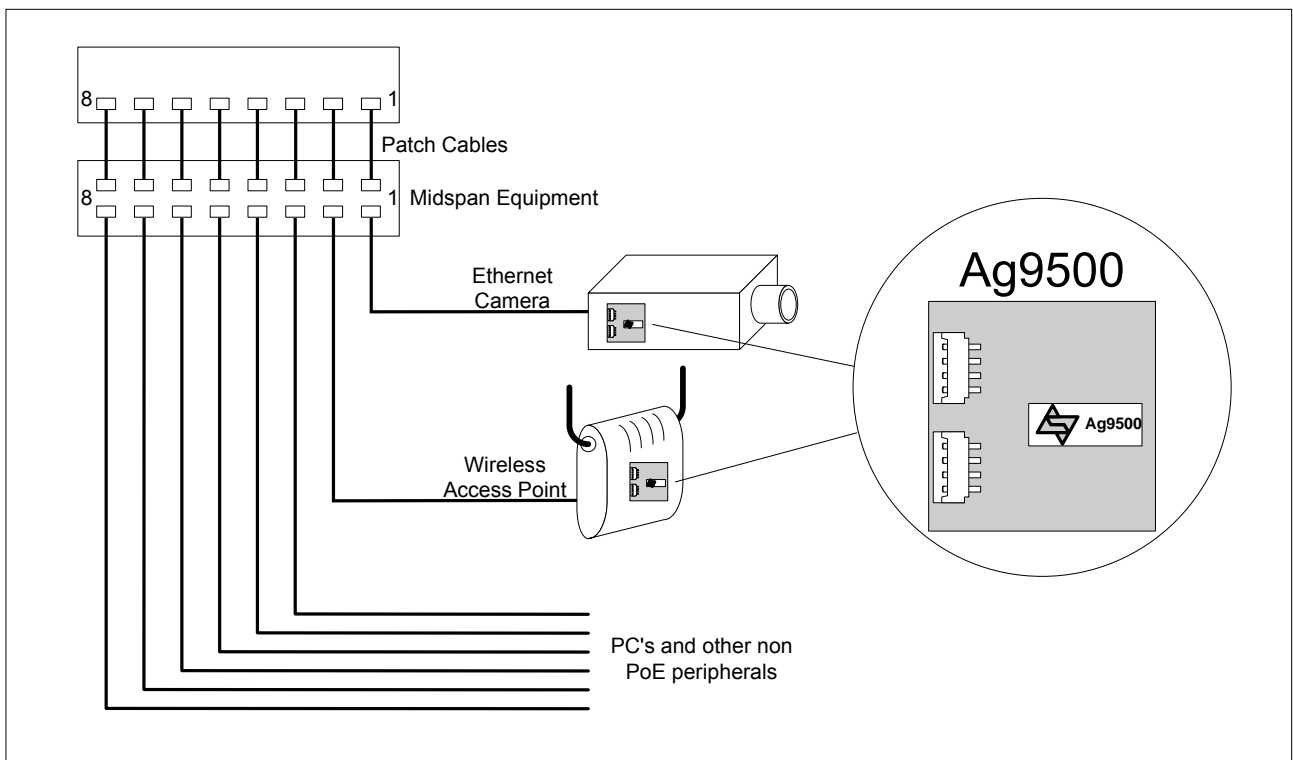 8
1
Patch Cables
8
1
Midspan Equipment
Ethernet
Camera
Ag9500
Ag9500
Wireless
Access Point
PC's and other non
PoE peripherals